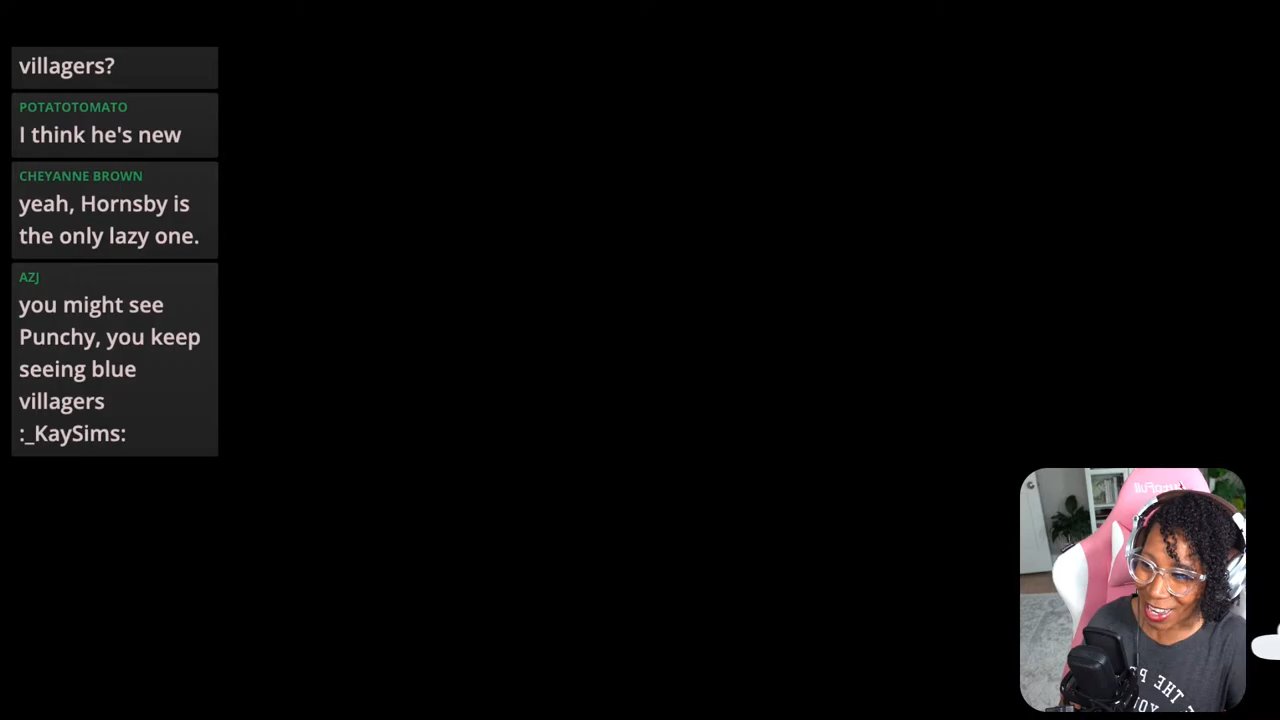 villagers?
POTATOTOMATO
I think he's new
CHEYANNE BROWN
yeah, Hornsby is
the only lazy one.
AZJ
you might see
Punchy, you keep
seeing blue
villagers
:_KaySims:
THE P